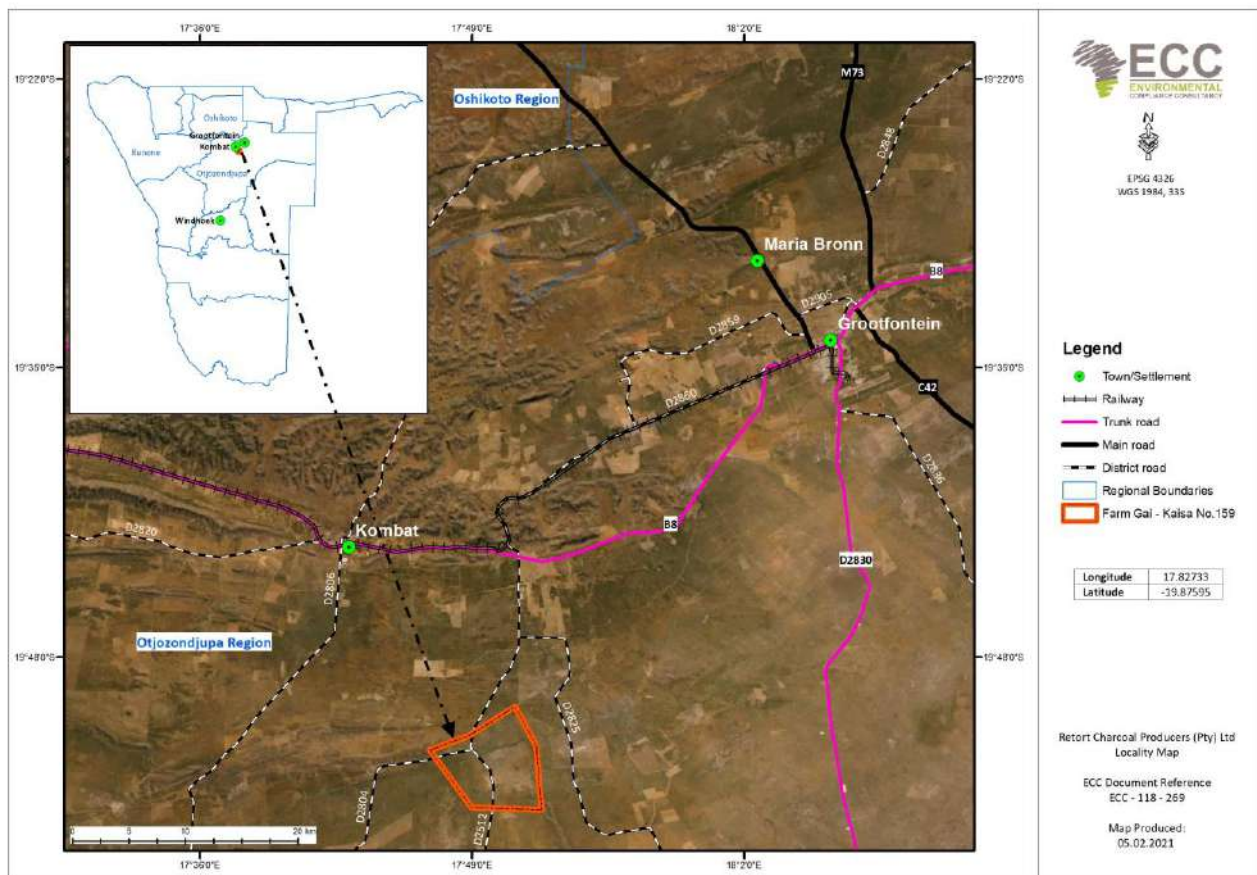 17°36'0"E
17°49'0"E
18°2'0"E
19°22'0"S
19°22'0"S
Oshikoto Region
M73
D2848
Oshikoto
Grootfontein
Kombat
Kunene
Otjozondjupa
Windhoek
Maria Bronn
B8
D2905
Grootfontein
D2859
19°35'0"S
19°35'0"S
D2860
C42
D2836
Kombat
D2820
B8
D2830
D2806
Otjozondjupa Region
19°48'0"S
19°48'0"S
D2825
D2804
D2512
0 5 10 20 km
17°36'0"E
17°49'0"E
18°2'0"E
ECC
ENVIRONMENTAL
COMPLIANCE CONSULTANCY
N
EPSG 4326
WGS 1984, 33S
Legend
Town/Settlement
Railway
Trunk road
Main road
District road
Regional Boundaries
Farm Gai - Kaisa No.159
Longitude 17.82733
Latitude -19.87595
Retort Charcoal Producers (Pty) Ltd
Locality Map
ECC Document Reference
ECC - 118 - 269
Map Produced:
05.02.2021